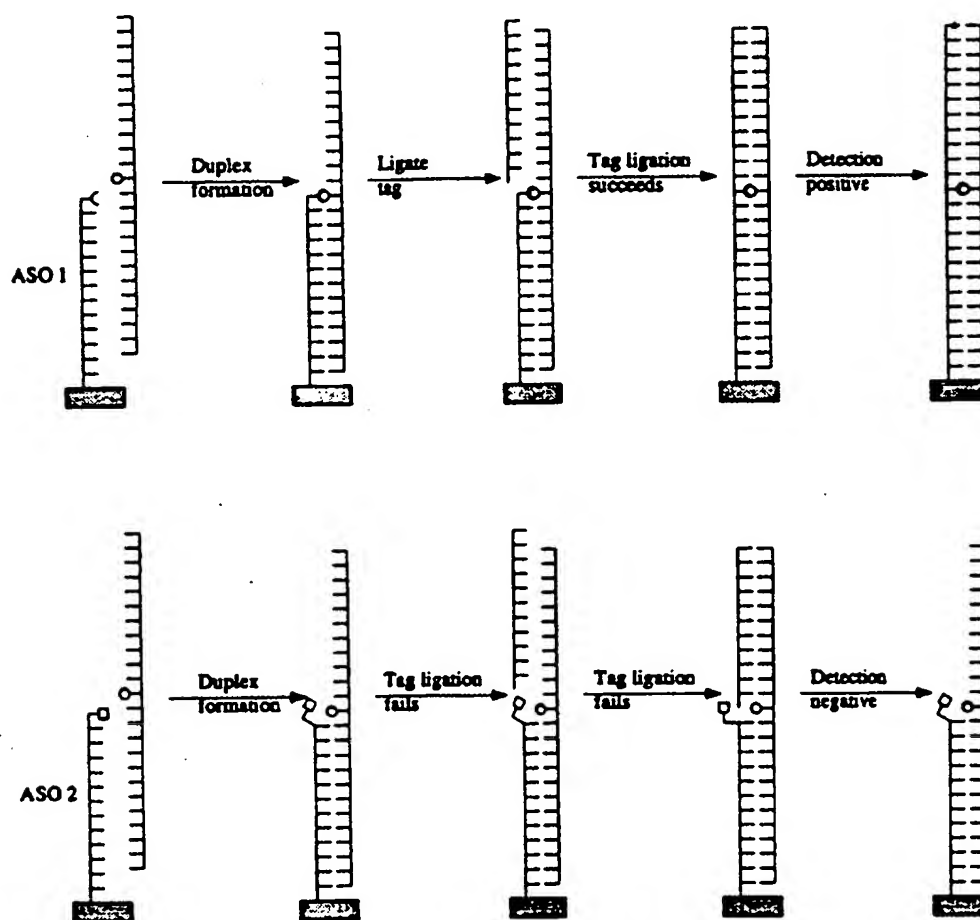 Duplex
formation
Ligate
tag
Tag ligation
succeeds
Detection
positive
ASO 1
Duplex
formation
Tag ligation
fails
Tag ligation
fails
Detection
negative
ASO 2